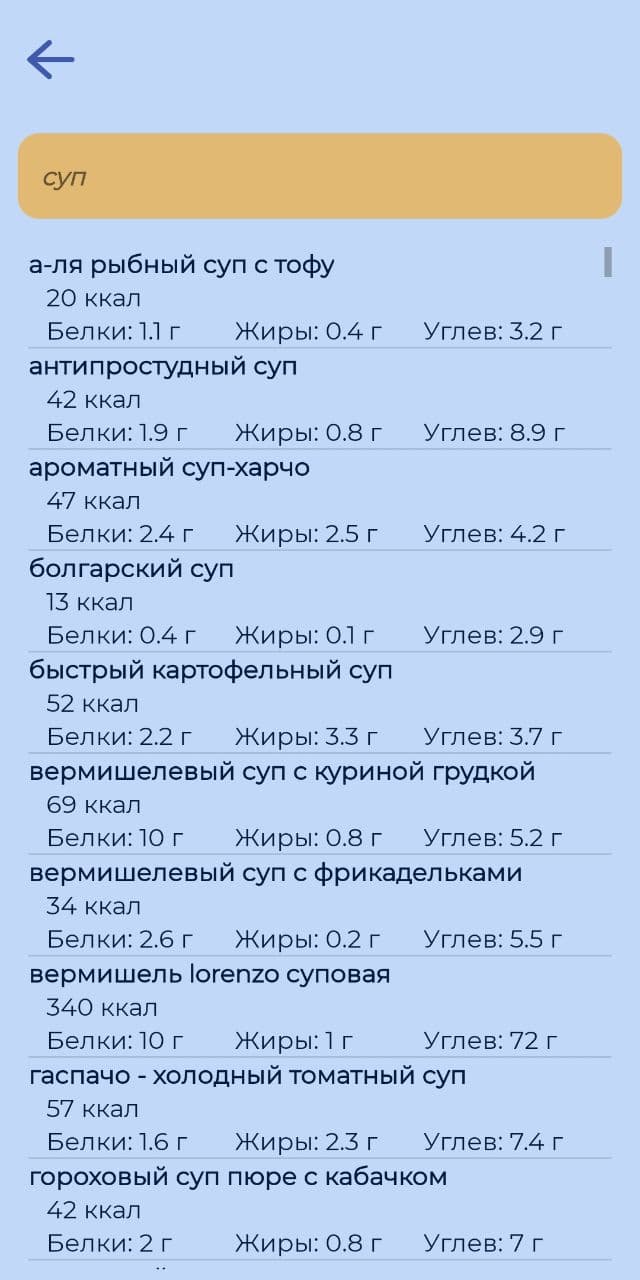 суп
а-ля рыбный суп с тофу
20 ккал
Белки: 1.1 г Жиры: 0.4 г Углев: 3.2 г
антипростудный суп
42 ккал
Белки: 1.9 г Жиры: 0.8 г Углев: 8.9 г
ароматный суп-харчо
47 ккал
Белки: 2.4 г Жиры: 2.5 г Углев: 4.2 г
болгарский суп
13 ккал
Белки: 0.4 г Жиры: 0.1 г Углев: 2.9 г
быстрый картофельный суп
52 ккал
Белки: 2.2 г Жиры: 3.3 г Углев: 3.7 г
вермишелевый суп с куриной грудкой
69 ккал
Белки: 10 г Жиры: 0.8 г Углев: 5.2 г
вермишелевый суп с фрикадельками
34 ккал
Белки: 2.6 г Жиры: 0.2 г Углев: 5.5 г
вермишель lorenzo суповая
340 ккал
Белки: 10 г Жиры: 1 г Углев: 72 г
гаспачо - холодный томатный суп
57 ккал
Белки: 1.6 г Жиры: 2.3 г Углев: 7.4 г
гороховый суп пюре с кабачком
42 ккал
Белки: 2 г Жиры: 0.8 г Углев: 7 г